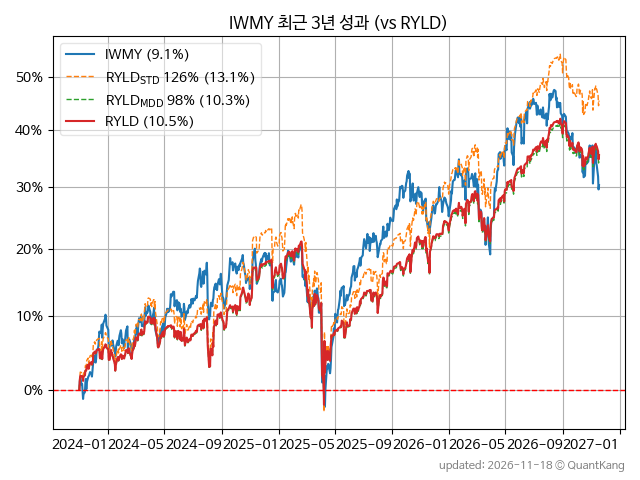 IWMY 최근 3년 성과 (vs RYLD)
IWMY (9.1%)
RYLDSTD 126% (13.1%)
RYLDMDD 98% (10.3%)
RYLD (10.5%)
50%
40%
30%
20%
10%
0%
2024-01 2024-05 2024-09 2025-01 2025-05 2025-09 2026-01 2026-05 2026-09 2027-01
updated: 2026-11-18 © QuantKang